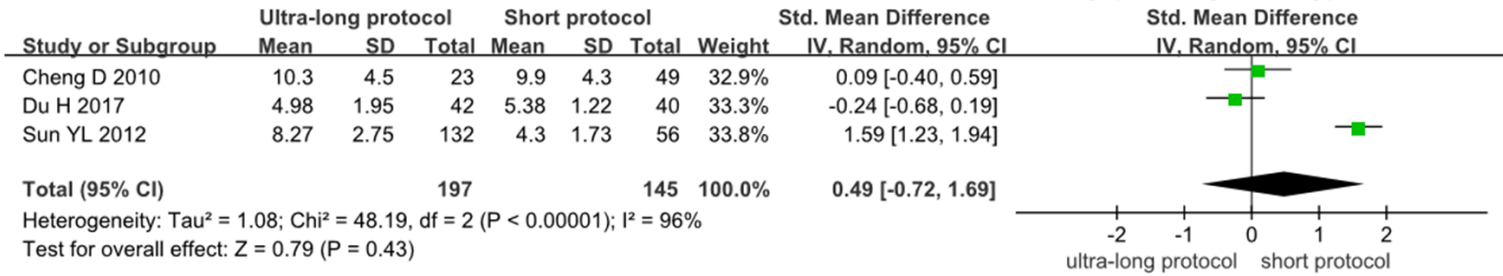 Ultra-long protocol Short protocol Std. Mean Difference Std. Mean Difference
Study or Subgroup Mean SD Total Mean SD Total Weight IV, Random, 95% CI IV, Random, 95% CI
Cheng D 2010 10.3 4.5 23 9.9 4.3 49 32.9% 0.09 [-0.40, 0.59]
Du H 2017 4.98 1.95 42 5.38 1.22 40 33.3% -0.24 [-0.68, 0.19]
Sun YL 2012 8.27 2.75 132 4.3 1.73 56 33.8% 1.59 [1.23, 1.94]
Total (95% CI) 197 145 100.0% 0.49 [-0.72, 1.69]
Heterogeneity: Tau² = 1.08; Chi² = 48.19, df = 2 (P < 0.00001); I² = 96%
Test for overall effect: Z = 0.79 (P = 0.43)
-2 -1 0 1 2
ultra-long protocol short protocol